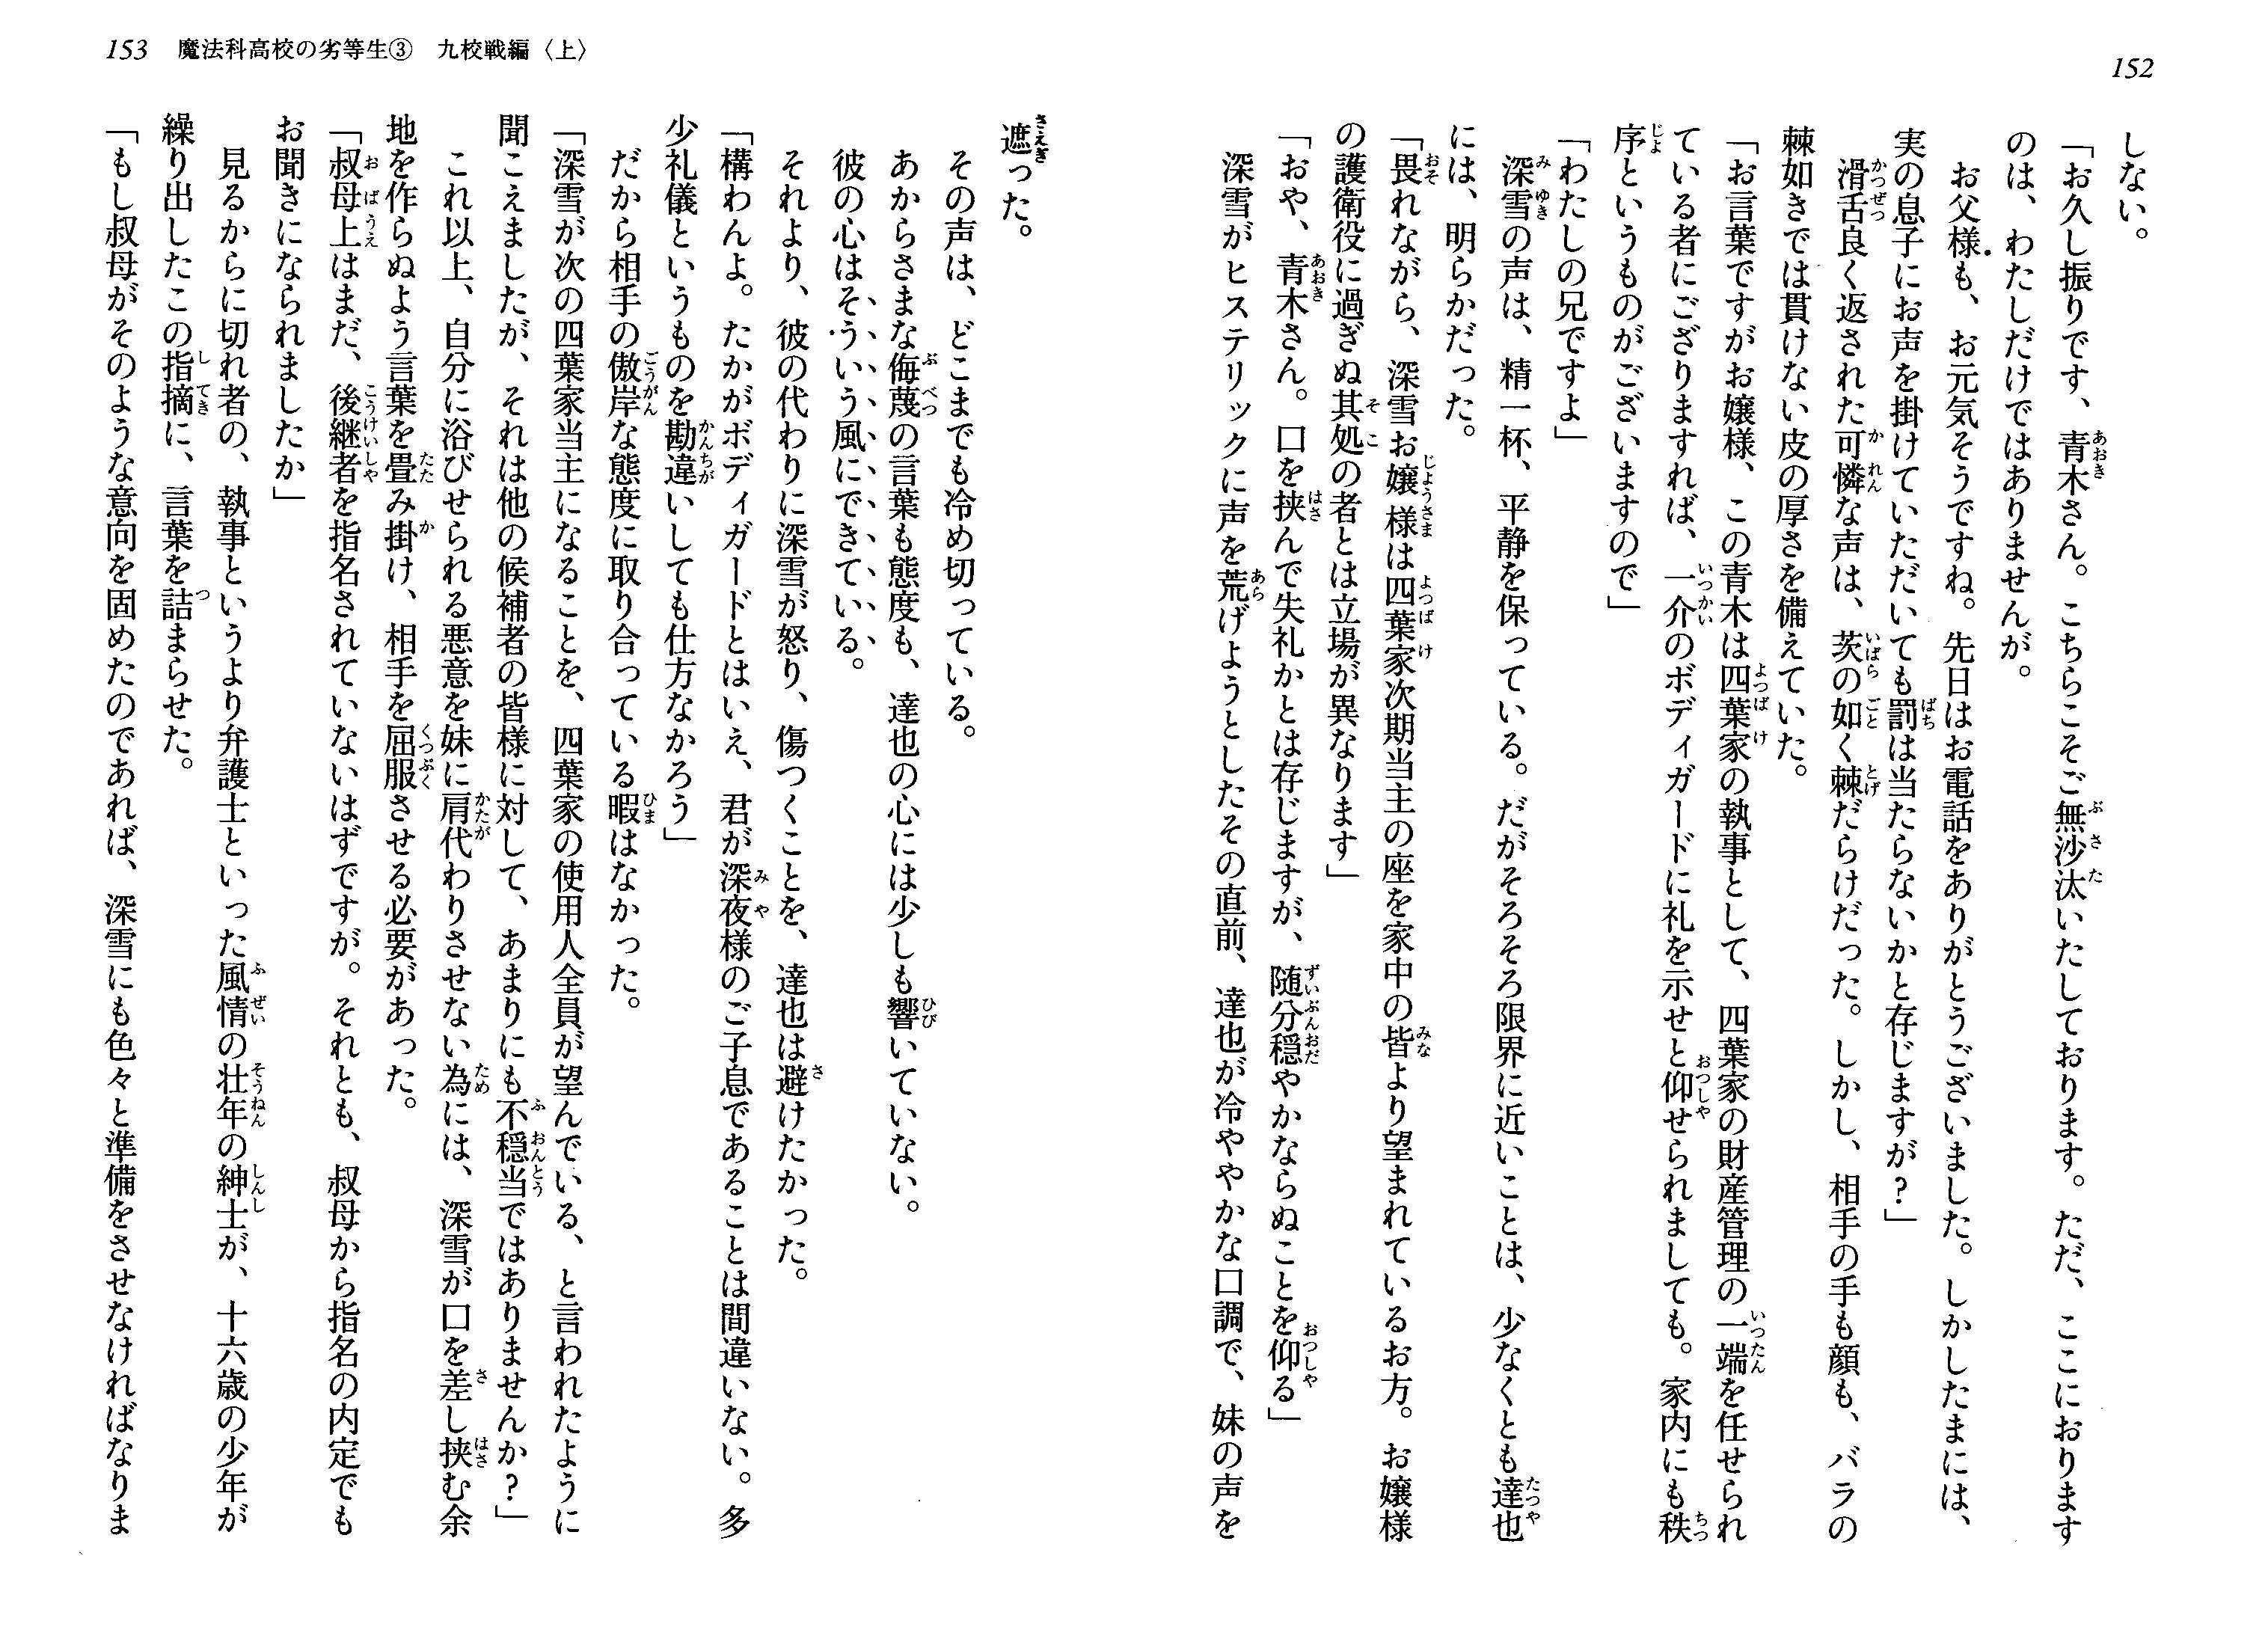 152
しない。
「お久し振りです、青木さん。こちらこそご無沙汰いたしております。ただ、ここにおります
のは、わたしだけではありませんが。
お父様も、お元気そうですね。先日はお電話をありがとうございました。しかしたまには、
実の息子にお声を掛けていただいても罰は当たらないかと存じますが？」
滑舌良く返された可憐な声は、茨の如く棘だらけだった。しかし、相手の手も顔も、バラの
棘如きでは貫けない皮の厚さを備えていた。
「お言葉ですがお嬢様、この青木は四葉家の執事として、四葉家の財産管理の一端を任せられ
ている者にござりますれば、一介のボディガードに礼を示せと仰せられましても。家内にも秩
序というものがございますので」
「わたしの兄ですよ」
深雪の声は、精一杯、平静を保っている。だがそろそろ限界に近いことは、少なくとも達也
には、明らかだった。
「畏れながら、深雪お嬢様は四葉家次期当主の座を家中の皆より望まれているお方。お嬢様
の護衛役に過ぎぬ其処の者とは立場が異なります」
「おや、青木さん。口を挟んで失礼かとは存じますが、随分穏やかならぬことを仰る」
深雪がヒステリックに声を荒げようとしたその直前、達也が冷ややかな口調で、妹の声を
153 魔法科高校の劣等生③ 九校戦編〈上〉
遮った。
その声は、どこまでも冷め切っている。
あからさまな侮蔑の言葉も態度も、達也の心には少しも響いていない。
彼の心はそういう風にできている。
それより、彼の代わりに深雪が怒り、傷つくことを、達也は避けたかった。
「構わんよ。たかがボディガードとはいえ、君が深夜様のご子息であることは間違いない。多
少礼儀というものを勘違いしても仕方なかろう」
だから相手の傲岸な態度に取り合っている暇はなかった。
「深雪が次の四葉家当主になることを、四葉家の使用人全員が望んでいる、と言われたように
聞こえましたが、それは他の候補者の皆様に対して、あまりにも不穏当ではありませんか？」
これ以上、自分に浴びせられる悪意を妹に肩代わりさせない為には、深雪が口を差し挟む余
地を作らぬよう言葉を畳み掛け、相手を屈服させる必要があった。
「叔母上はまだ、後継者を指名されていないはずですが。それとも、叔母から指名の内定でも
お聞きになられましたか」
見るからに切れ者の、執事というより弁護士といった風情の壮年の紳士が、十六歳の少年が
繰り出したこの指摘に、言葉を詰まらせた。
「もし叔母がそのような意向を固めたのであれば、深雪にも色々と準備をさせなければなりま